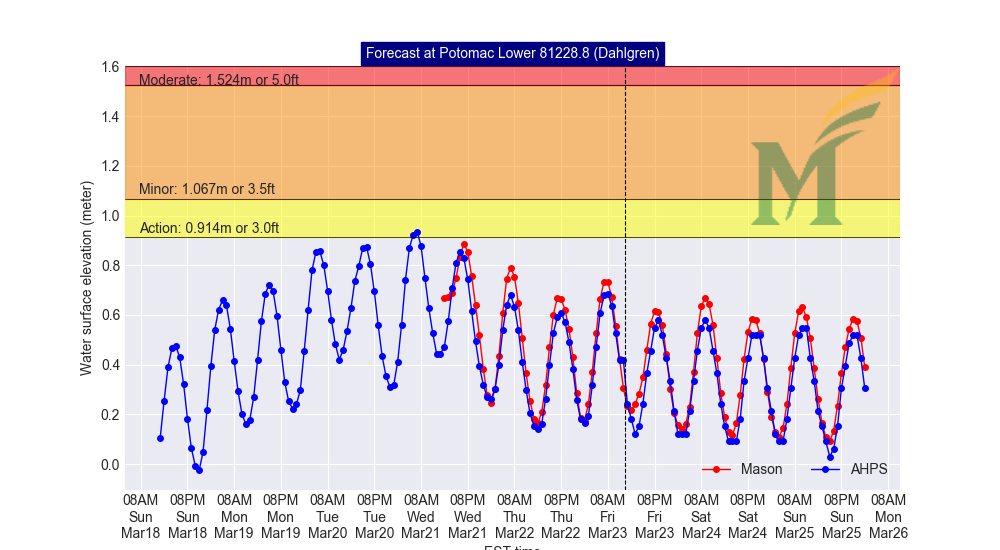 Forecast at Potomac Lower 81228.8 (Dahlgren)
1.6
Moderate: 1.524m or 5.0ft
1.4
1.2
Minor: 1.067m or 3.5ft
1.0
Action: 0.914m or 3.0ft
0.8
0.6
0.4
0.2
0.0
Water surface elevation (meter)
M
Mason AHPS
08AM 08PM 08AM 08PM 08AM 08PM 08AM 08PM 08AM 08PM 08AM 08PM 08AM 08PM 08AM 08PM 08AM
Sun Sun Mon Mon Tue Tue Wed Wed Thu Thu Fri Fri Sat Sat Sun Sun Mon
Mar18 Mar18 Mar19 Mar19 Mar20 Mar20 Mar21 Mar21 Mar22 Mar22 Mar23 Mar23 Mar24 Mar24 Mar25 Mar25 Mar26
EST time